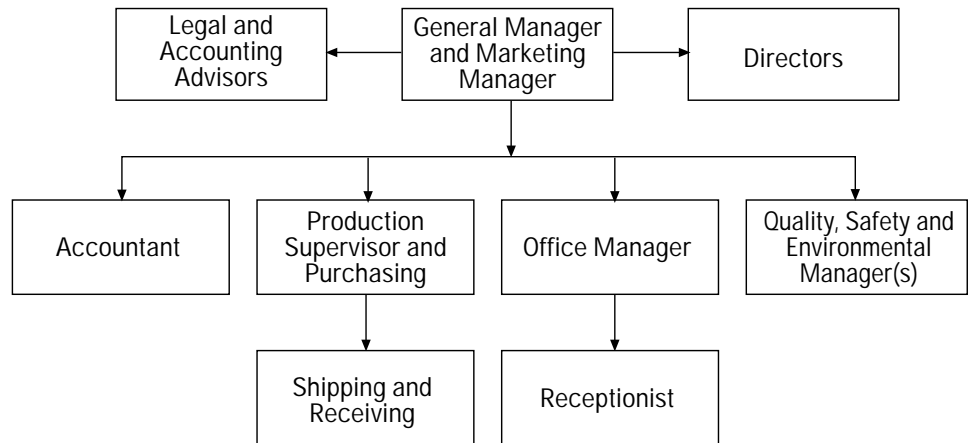 Legal and
Accounting
Advisors
General Manager
and Marketing
Manager
Directors
Accountant
Production
Supervisor and
Purchasing
Office Manager
Quality, Safety and
Environmental
Manager(s)
Shipping and
Receiving
Receptionist